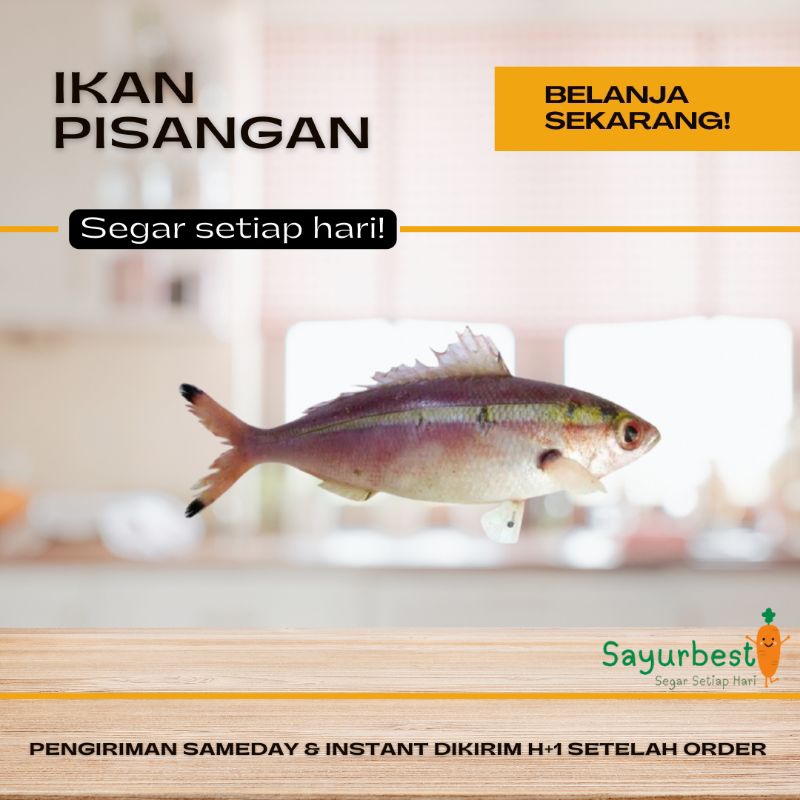 IKAN
PISANGAN
BELANJA
SEKARANG!
Segar setiap hari!
Sayurbest
Segar Setiap Hari
PENGIRIMAN SAMEDAY & INSTANT DIKIRIM H+1 SETELAH ORDER